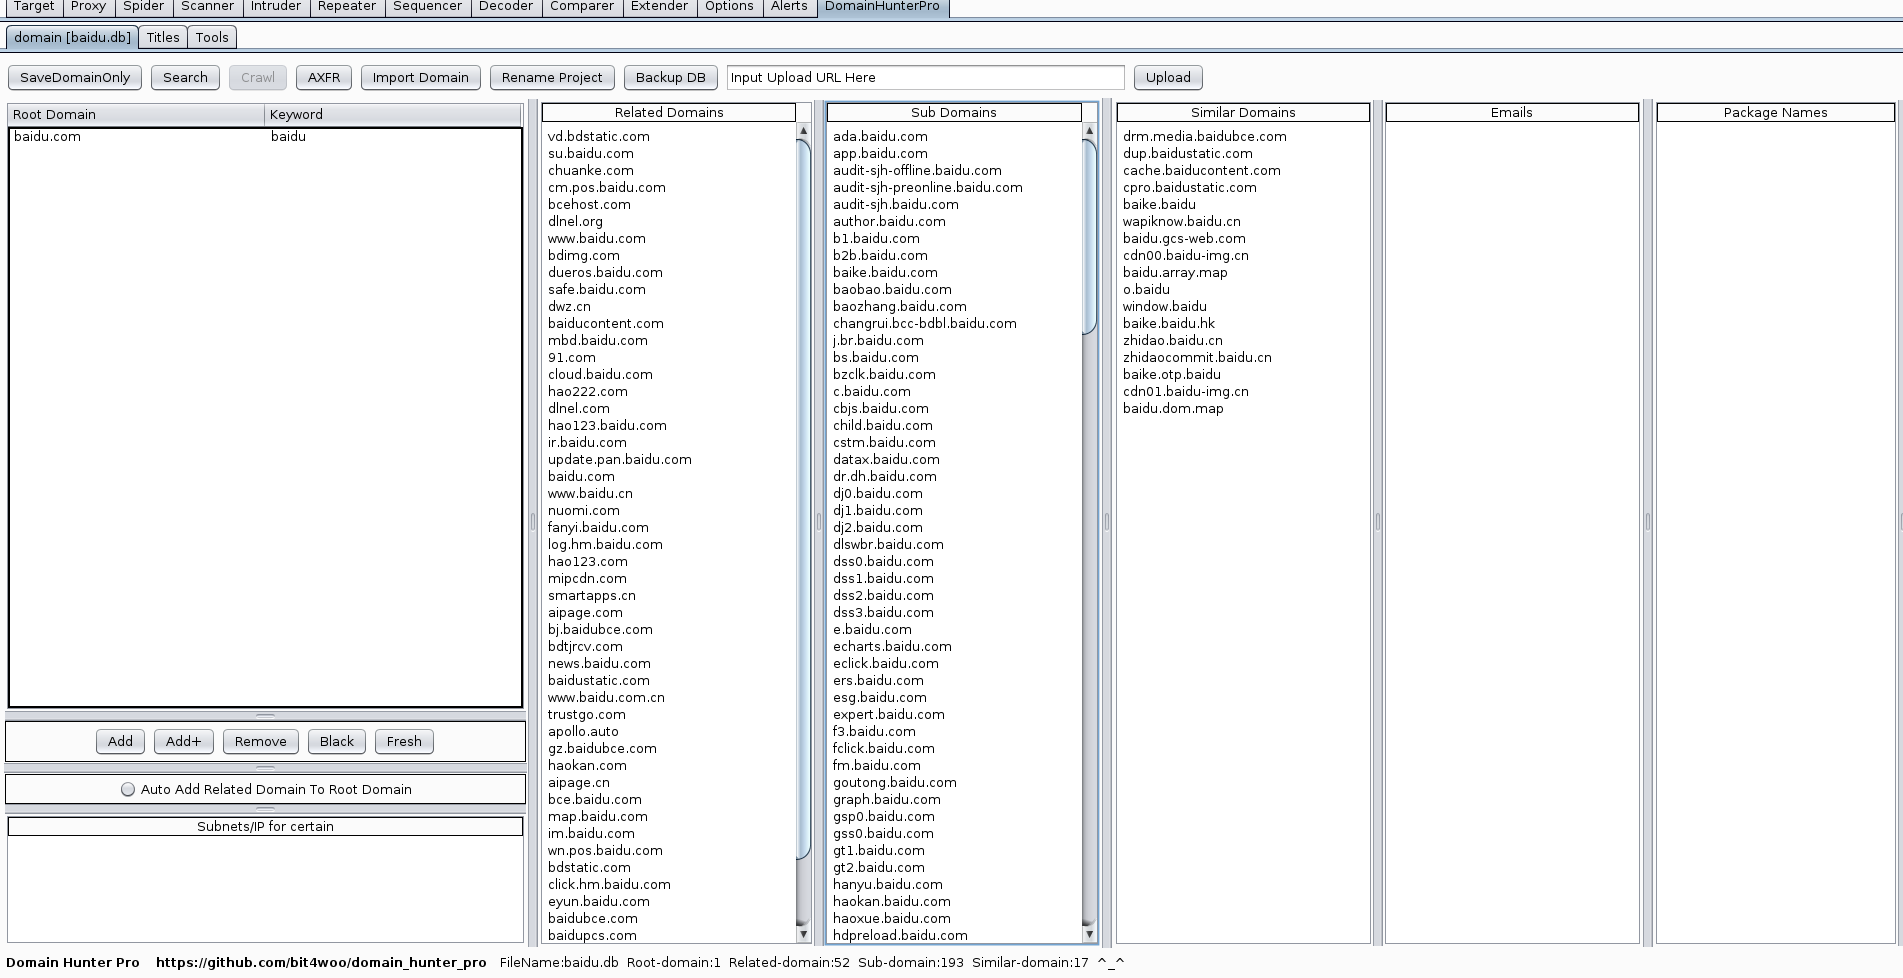 Target Proxy Spider Scanner Intruder Repeater Sequencer Decoder Comparer Extender Options Alerts DomainHunterPro
domain [baidu.db] Titles Tools
SaveDomainOnly Search Crawl AXFR Import Domain Rename Project Backup DB Input Upload URL Here Upload
Root Domain Keyword
baidu.com baidu
Add Add+ Remove Black Fresh
Auto Add Related Domain To Root Domain
Subnets/IP for certain
Related Domains
vd.bdstatic.com
su.baidu.com
chuanke.com
cm.pos.baidu.com
bcehost.com
dlnel.org
www.baidu.com
bdimg.com
dueros.baidu.com
safe.baidu.com
dwz.cn
baiducontent.com
mbd.baidu.com
91.com
cloud.baidu.com
hao222.com
dlnel.com
hao123.baidu.com
ir.baidu.com
update.pan.baidu.com
baidu.com
www.baidu.cn
nuomi.com
fanyi.baidu.com
log.hm.baidu.com
hao123.com
mipcdn.com
smartapps.cn
aipage.com
bj.baidubce.com
bdtjrcv.com
news.baidu.com
baidustatic.com
www.baidu.com.cn
trustgo.com
apollo.auto
gz.baidubce.com
haokan.com
aipage.cn
bce.baidu.com
map.baidu.com
im.baidu.com
wn.pos.baidu.com
bdstatic.com
click.hm.baidu.com
eyun.baidu.com
baidubce.com
baidupcs.com
Sub Domains
ada.baidu.com
app.baidu.com
audit-sjh-offline.baidu.com
audit-sjh-preonline.baidu.com
audit-sjh.baidu.com
author.baidu.com
b1.baidu.com
b2b.baidu.com
baike.baidu.com
baobao.baidu.com
baozhang.baidu.com
changrui.bcc-bdbl.baidu.com
j.br.baidu.com
bs.baidu.com
bzclk.baidu.com
c.baidu.com
cbjs.baidu.com
child.baidu.com
cstm.baidu.com
datax.baidu.com
dr.dh.baidu.com
dj0.baidu.com
dj1.baidu.com
dj2.baidu.com
dlswbr.baidu.com
dss0.baidu.com
dss1.baidu.com
dss2.baidu.com
dss3.baidu.com
e.baidu.com
echarts.baidu.com
eclick.baidu.com
ers.baidu.com
esg.baidu.com
expert.baidu.com
f3.baidu.com
fclick.baidu.com
fm.baidu.com
goutong.baidu.com
graph.baidu.com
gsp0.baidu.com
gss0.baidu.com
gt1.baidu.com
gt2.baidu.com
hanyu.baidu.com
haokan.baidu.com
haoxue.baidu.com
hdpreload.baidu.com
Similar Domains
drm.media.baidubce.com
dup.baidustatic.com
cache.baiducontent.com
cpro.baidustatic.com
baike.baidu
wapiknow.baidu.cn
baidu.gcs-web.com
cdn00.baidu-img.cn
baidu.array.map
o.baidu
window.baidu
baike.baidu.hk
zhidao.baidu.cn
zhidaocommit.baidu.cn
baike.otp.baidu
cdn01.baidu-img.cn
baidu.dom.map
Emails
Package Names
Domain Hunter Pro https://github.com/bit4woo/domain_hunter_pro FileName:baidu.db Root-domain:1 Related-domain:52 Sub-domain:193 Similar-domain:17 ^_^